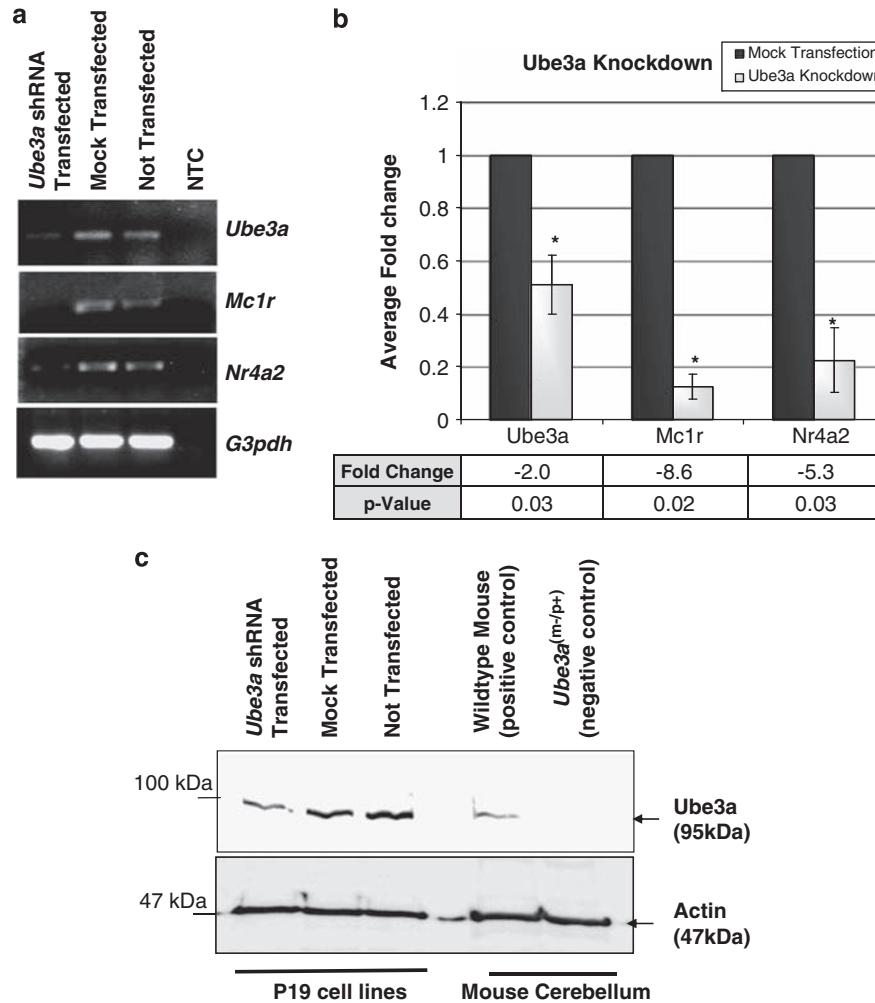 a
Ube3a shRNA
Transfected
Mock Transfected
Not Transfected
NTC
Ube3a
Mc1r
Nr4a2
G3pdh
b
Ube3a Knockdown
Mock Transfection
Ube3a Knockdown
Average Fold change
1.2
1
0.8
0.6
0.4
0.2
0
*
*
*
Ube3a Mc1r Nr4a2
Fold Change -2.0 -8.6 -5.3
p-Value 0.03 0.02 0.03
c
Ube3a shRNA
Transfected
Mock Transfected
Not Transfected
Wildtype Mouse
(positive control)
Ube3a(m-/p+)
(negative control)
100 kDa
Ube3a
(95kDa)
47 kDa
Actin
(47kDa)
P19 cell lines Mouse Cerebellum